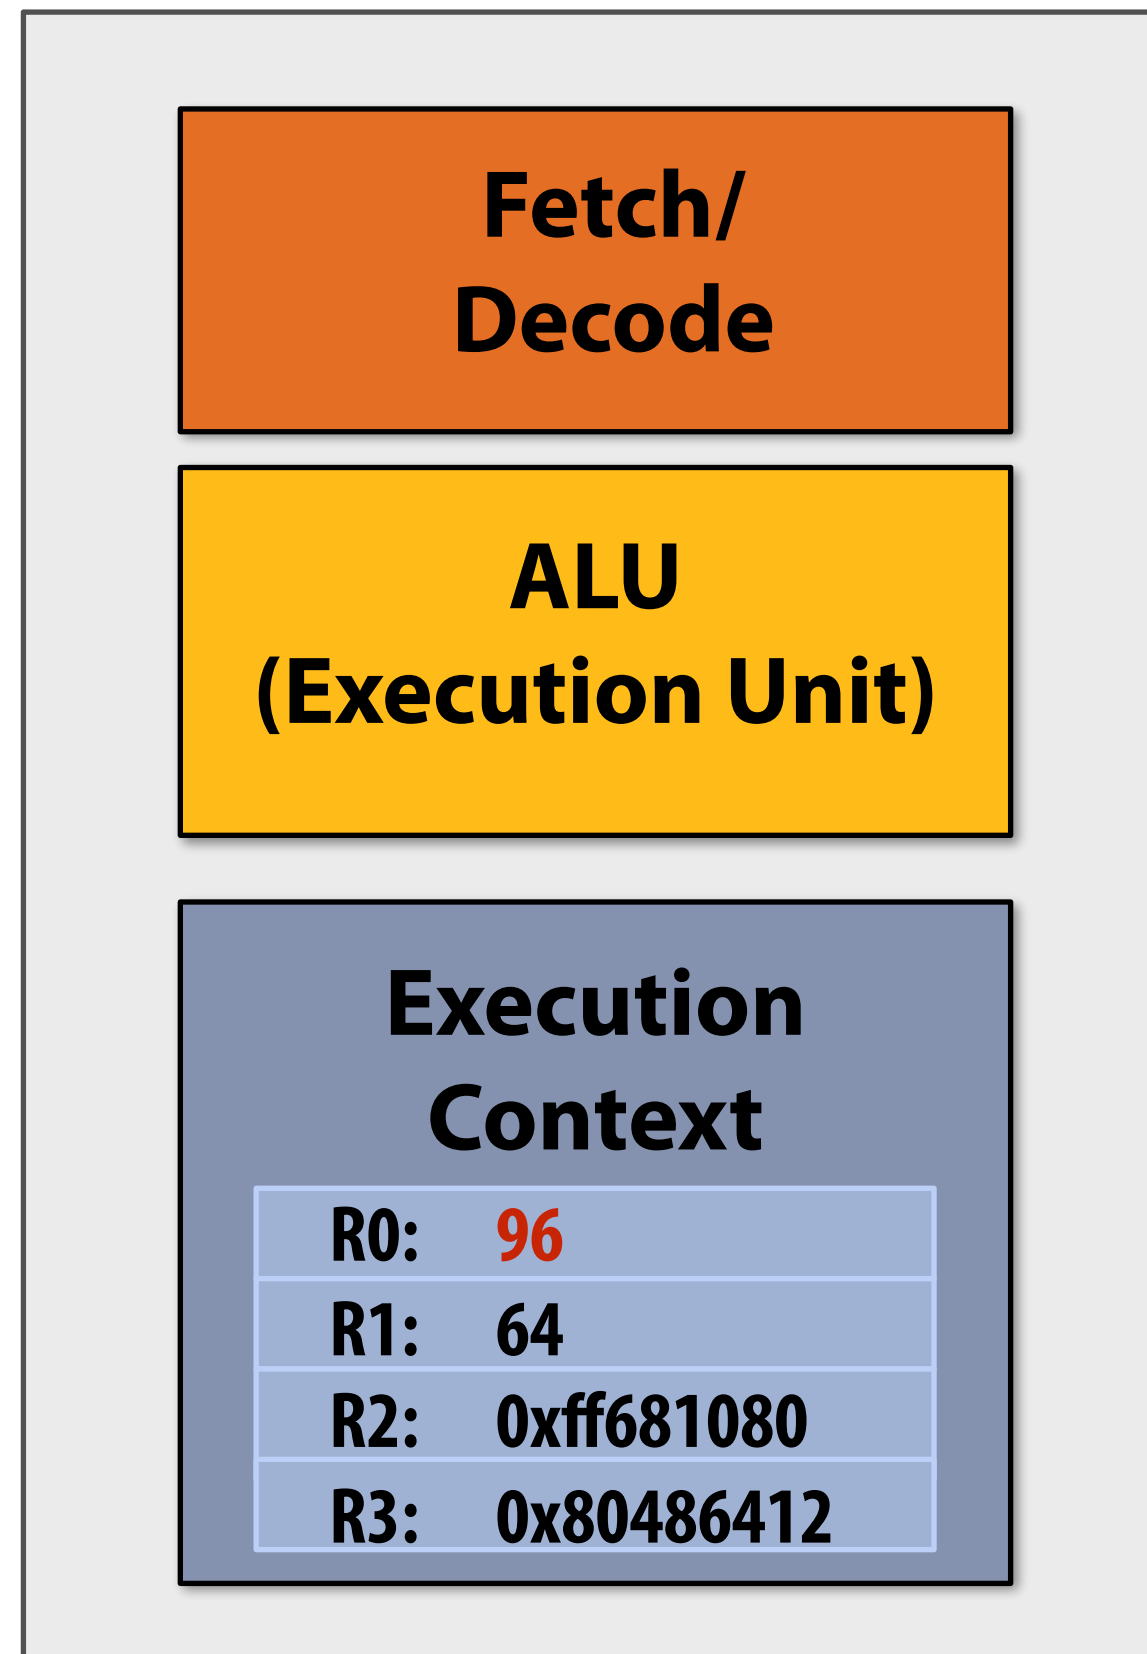 Fetch/
Decode
ALU
(Execution Unit)
Execution
Context
R0: 96
R1: 64
R2: 0xff681080
R3: 0x80486412